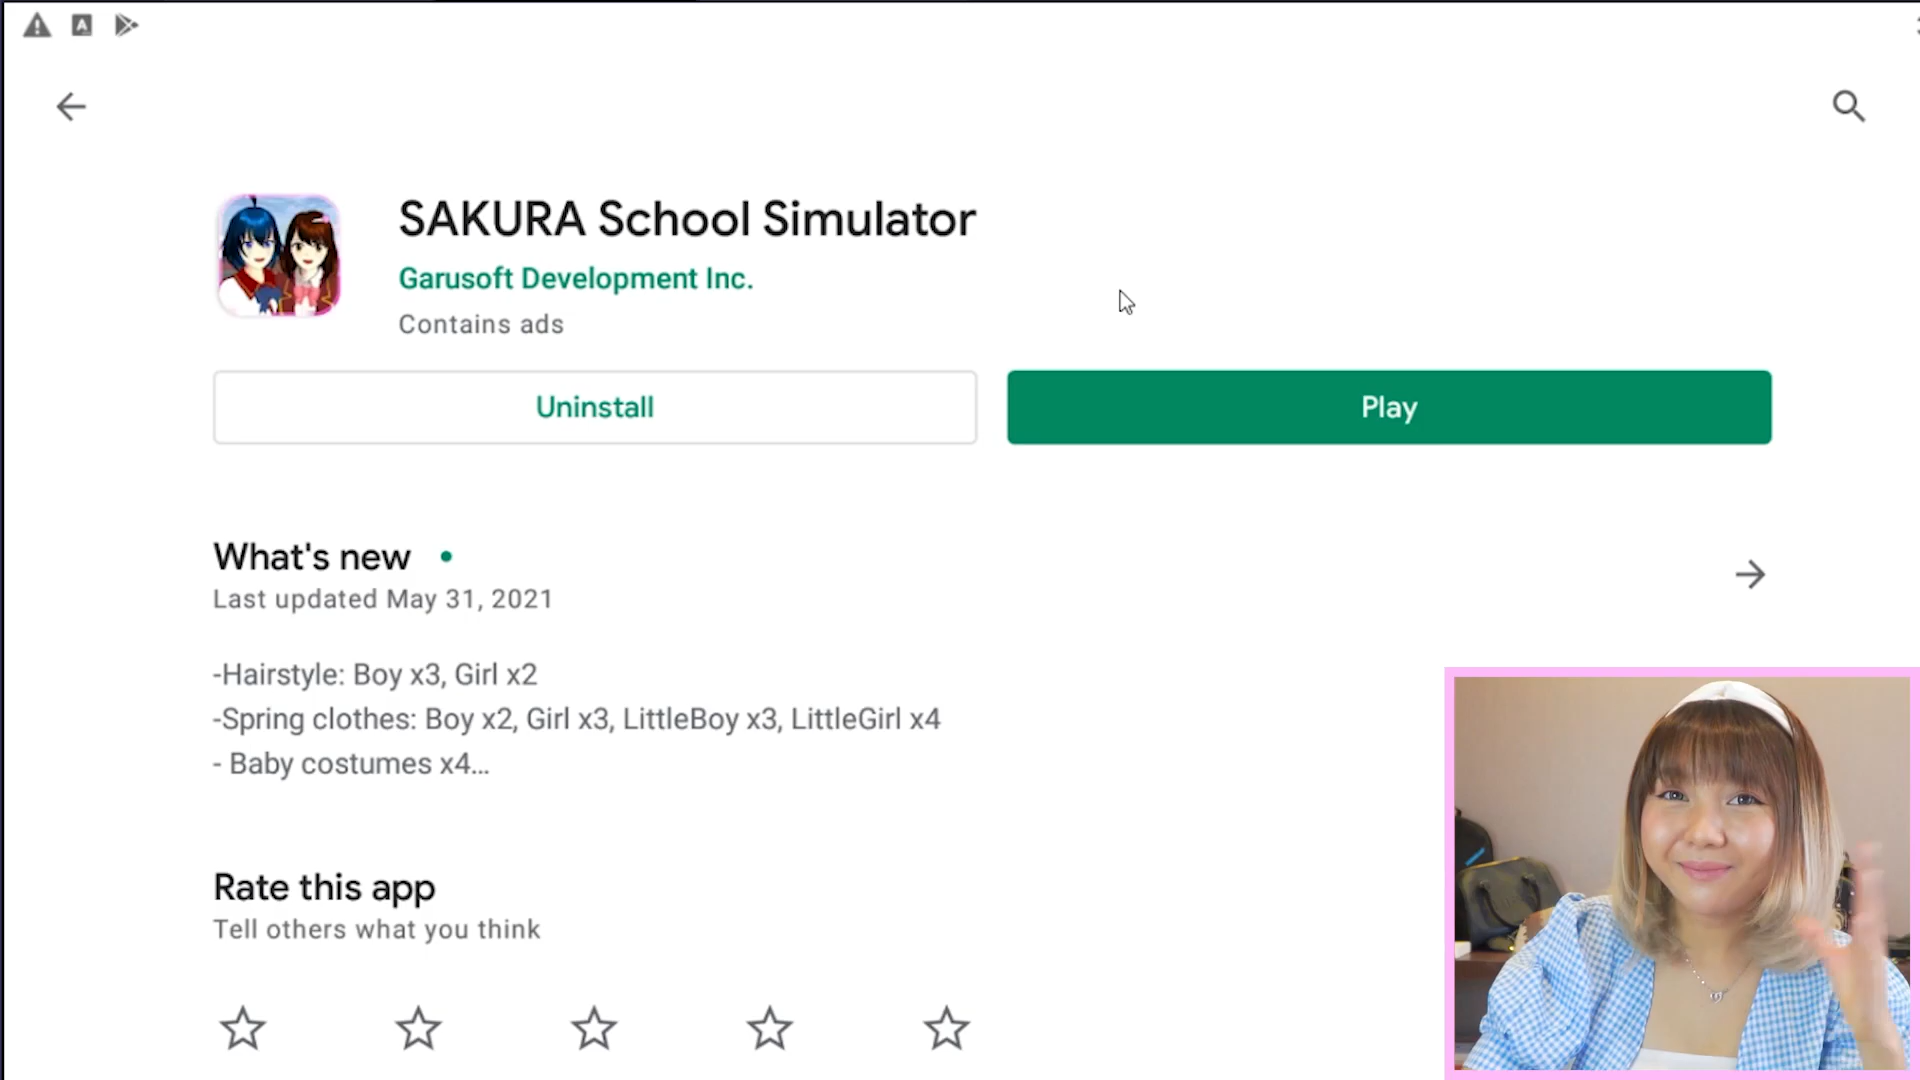 SAKURA School Simulator
Garusoft Development Inc.
Contains ads
Uninstall
Play
What's new
Last updated May 31, 2021
-Hairstyle: Boy x3, Girl x2
-Spring clothes: Boy x2, Girl x3, LittleBoy x3, LittleGirl x4
- Baby costumes x4...
Rate this app
Tell others what you think